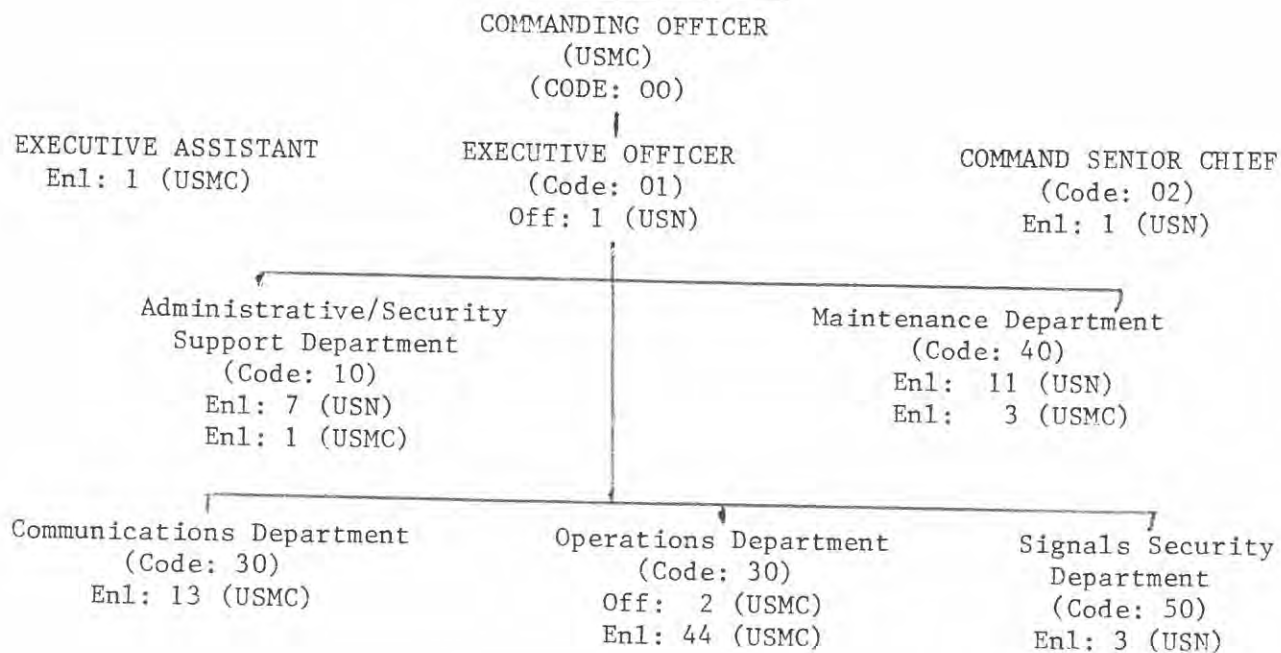 COMMANDING OFFICER
(USMC)
(CODE: 00)
EXECUTIVE ASSISTANT
Enl: 1 (USMC)
EXECUTIVE OFFICER
(Code: 01)
Off: 1 (USN)
COMMAND SENIOR CHIEF
(Code: 02)
Enl: 1 (USN)
Administrative/Security
Support Department
(Code: 10)
Enl: 7 (USN)
Enl: 1 (USMC)
Maintenance Department
(Code: 40)
Enl: 11 (USN)
Enl: 3 (USMC)
Communications Department
(Code: 30)
Enl: 13 (USMC)
Operations Department
(Code: 30)
Off: 2 (USMC)
Enl: 44 (USMC)
Signals Security
Department
(Code: 50)
Enl: 3 (USN)